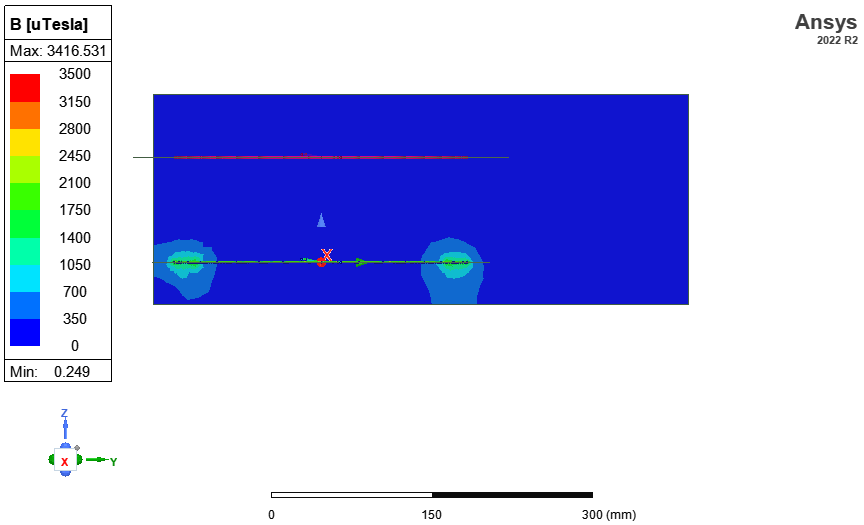 B [uTesla]
Max: 3416.531
3500
3150
2800
2450
2100
1750
1400
1050
700
350
0
Min: 0.249
Ansys
2022 R2
X
Z
X
Y
0 150 300 (mm)